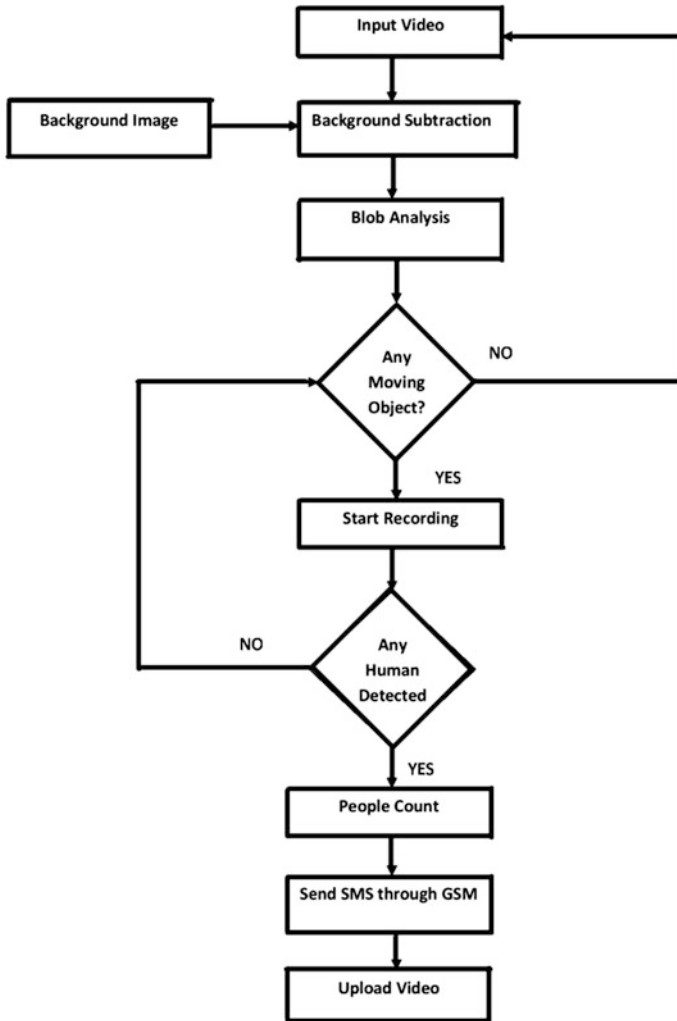 Input Video
Background Image
Background Subtraction
Blob Analysis
Any
Moving
Object?
NO
YES
Start Recording
NO
Any
Human
Detected
YES
People Count
Send SMS through GSM
Upload Video